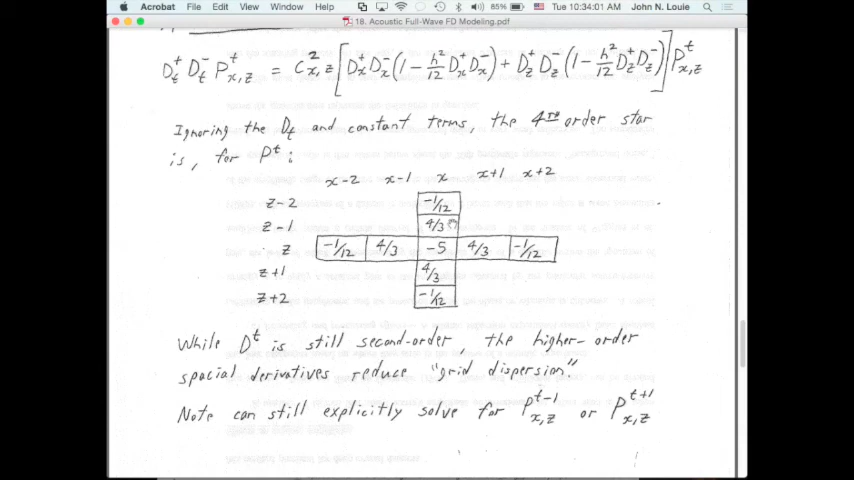 Acrobat File Edit View Window Help 85% Tue 10:34:01 AM John N. Louie
18. Acoustic Full-Wave FD Modeling.pdf
D_t^+ D_t^- P_{x,z}^t = C_{x,z}^2 [ D_x^+ D_x^- (1 - h^2/12 D_x^+ D_x^-) + D_z^+ D_z^- (1 - h^2/12 D_z^+ D_z^-) ] P_{x,z}^t
Ignoring the D_t and constant terms, the 4th order star
is, for P^t:
x-2 x-1 x x+1 x+2
z-2 -1/12
z-1 4/3
z -1/12 4/3 -5 4/3 -1/12
z+1 4/3
z+2 -1/12
While D^t is still second-order, the higher-order
spacial derivatives reduce "grid dispersion"
Note can still explicitly solve for P_{x,z}^{t-1} or P_{x,z}^{t+1}